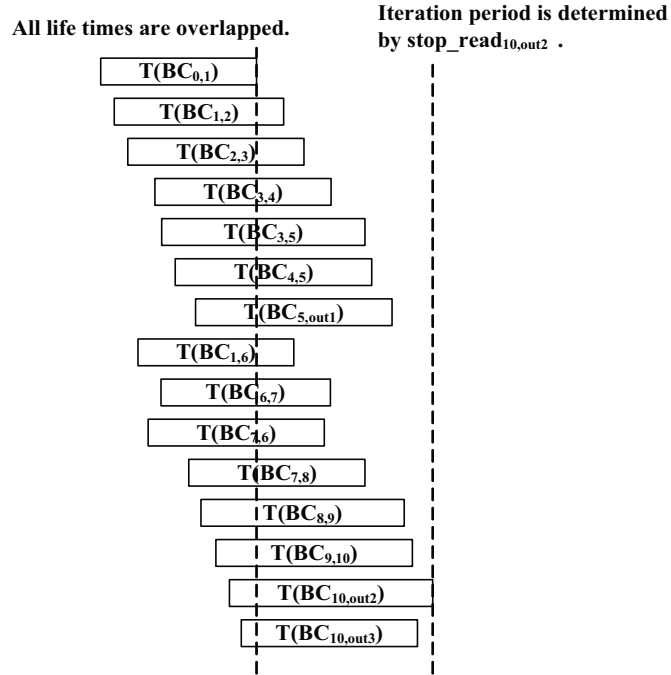 All life times are overlapped.
Iteration period is determined
by stop_read10,out2 .
T(BC0,1)
T(BC1,2)
T(BC2,3)
T(BC3,4)
T(BC3,5)
T(BC4,5)
T(BC5,out1)
T(BC1,6)
T(BC6,7)
T(BC7,6)
T(BC7,8)
T(BC8,9)
T(BC9,10)
T(BC10,out2)
T(BC10,out3)